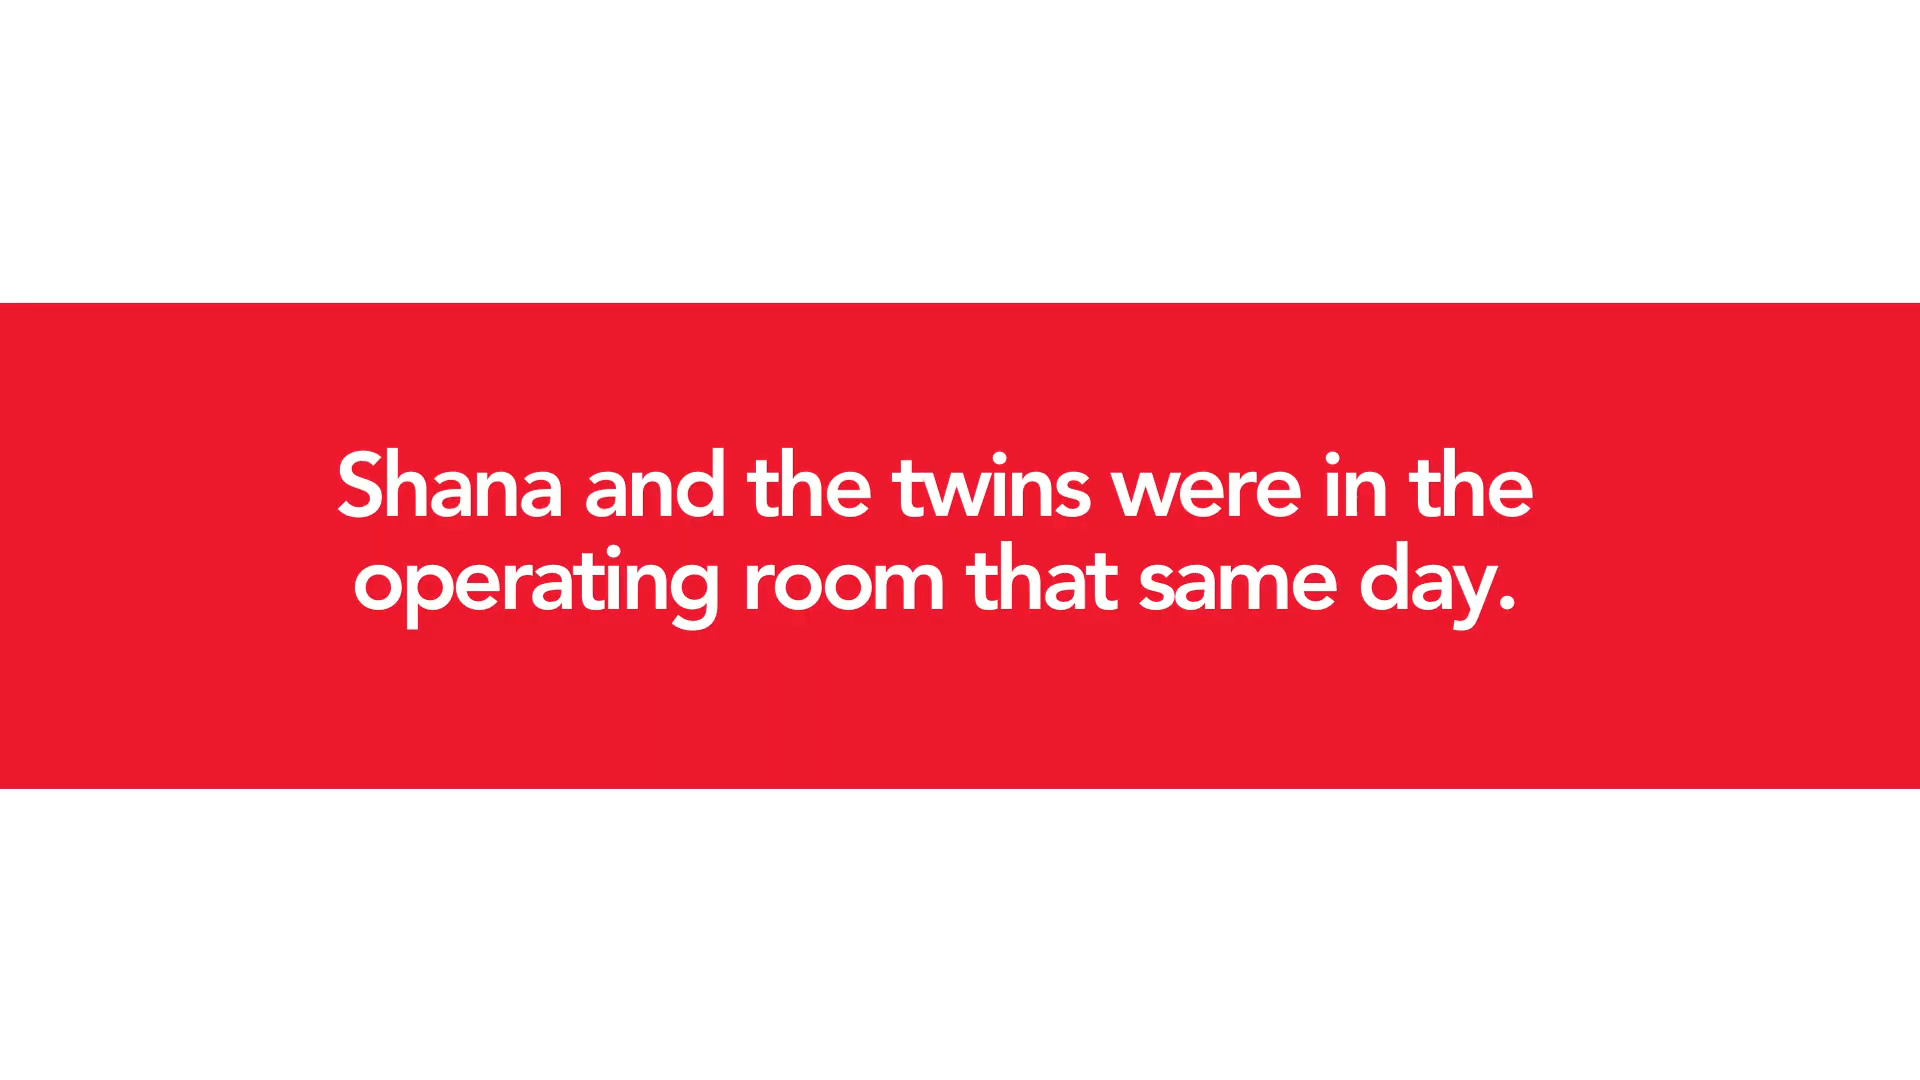 Shana and the twins were in the
operating room that same day.